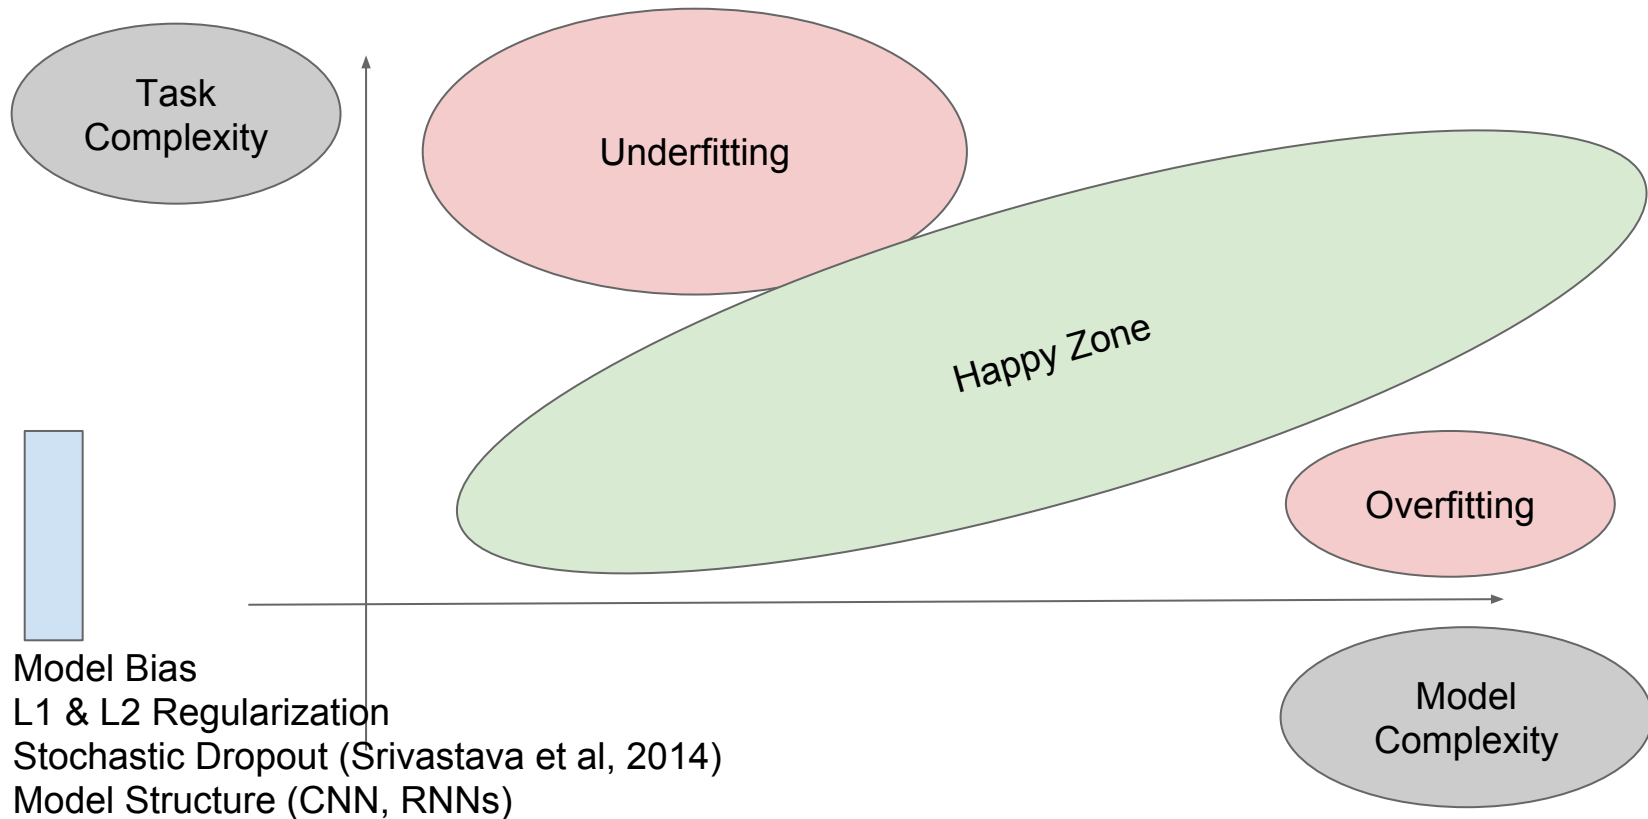 Task
Complexity
Underfitting
Happy Zone
Overfitting
Model Bias
L1 & L2 Regularization
Stochastic Dropout (Srivastava et al, 2014)
Model Structure (CNN, RNNs)
Model
Complexity